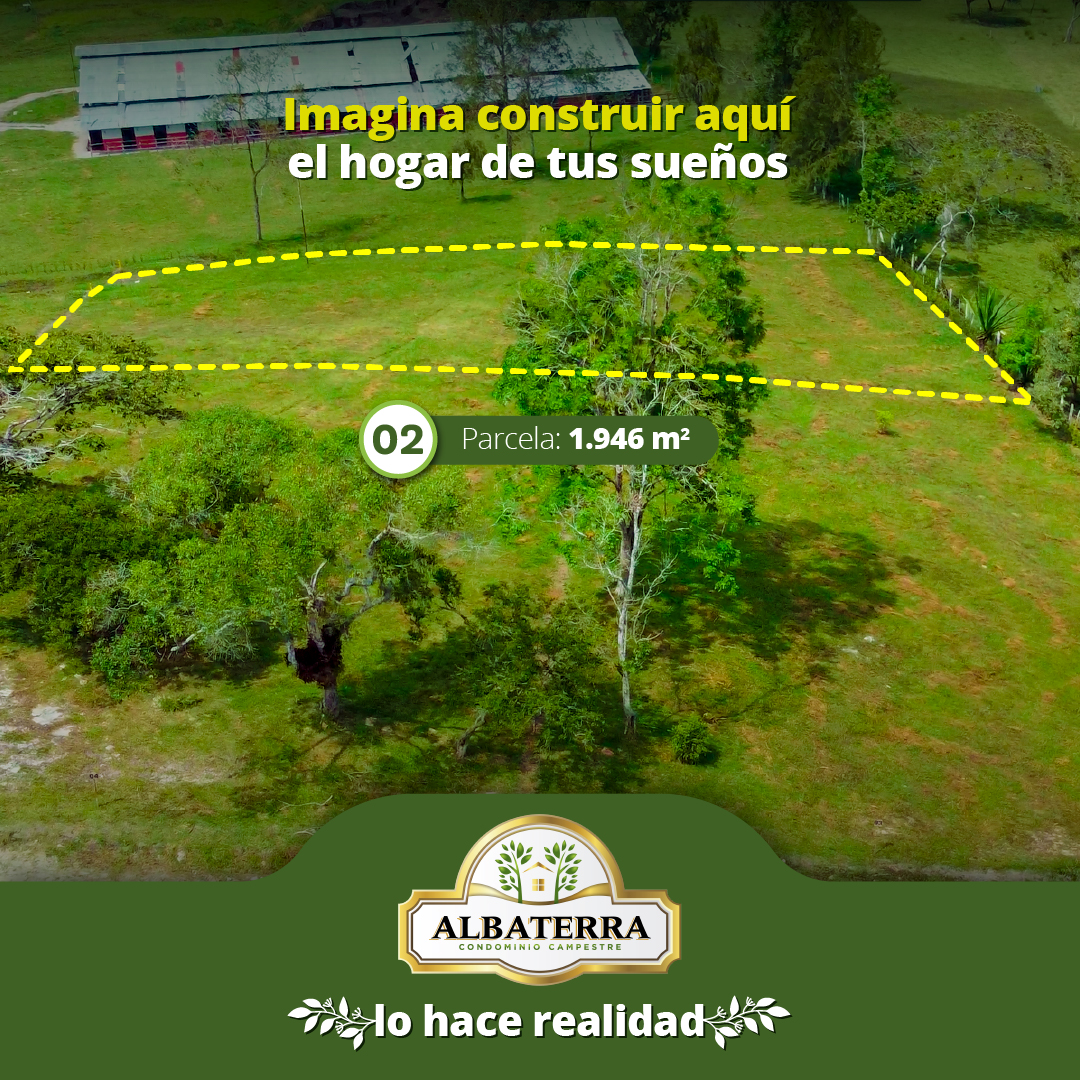 Imagina construir aquí
el hogar de tus sueños
02
Parcela: 1.946 m²
ALBATERRA
CONDOMINIO CAMPESTRE
lo hace realidad